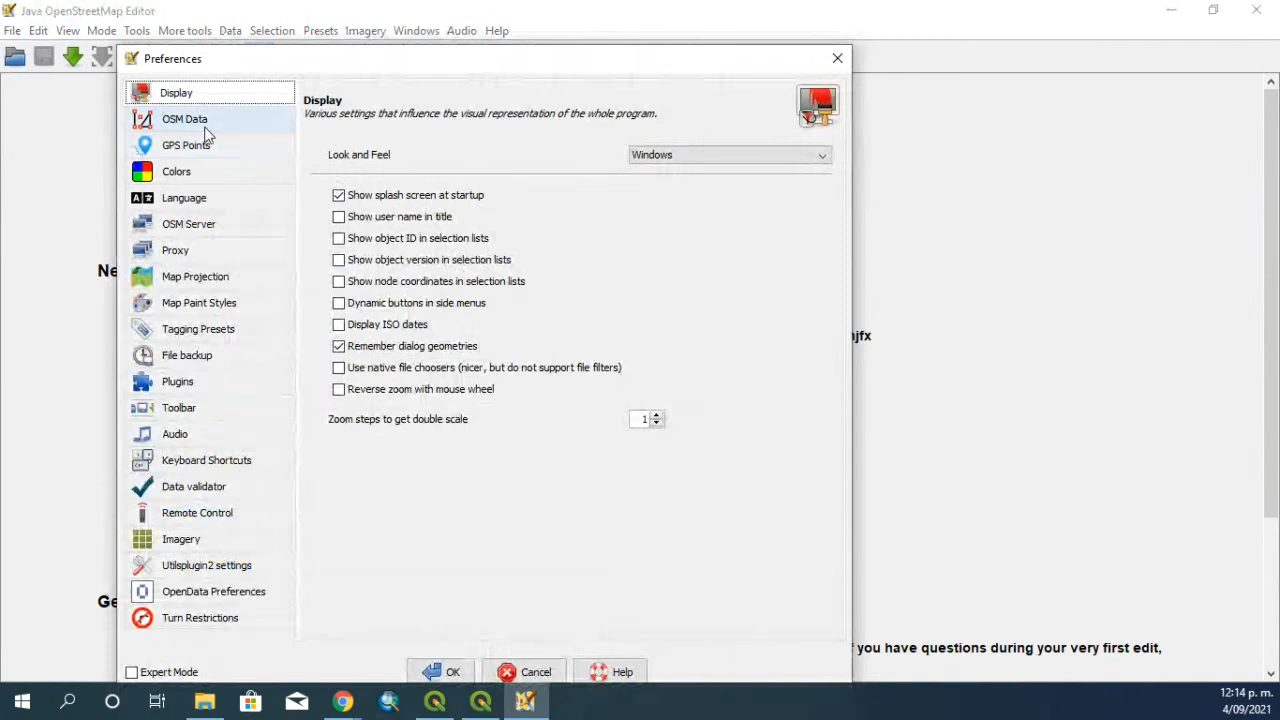 Java OpenStreetMap Editor
File Edit View Mode Tools More tools Data Selection Presets Imagery Windows Audio Help
Preferences
Display
OSM Data
GPS Points
Colors
Language
OSM Server
Proxy
Map Projection
Map Paint Styles
Tagging Presets
File backup
Plugins
Toolbar
Audio
Keyboard Shortcuts
Data validator
Remote Control
Imagery
Utilsplugin2 settings
OpenData Preferences
Turn Restrictions
Expert Mode
Display
Various settings that influence the visual representation of the whole program.
Look and Feel Windows
Show splash screen at startup
Show user name in title
Show object ID in selection lists
Show object version in selection lists
Show node coordinates in selection lists
Dynamic buttons in side menus
Display ISO dates
Remember dialog geometries
Use native file choosers (nicer, but do not support file filters)
Reverse zoom with mouse wheel
Zoom steps to get double scale 1
OK Cancel Help
Ne
jfx
Ge
f you have questions during your very first edit,
12:14 p. m.
4/09/2021